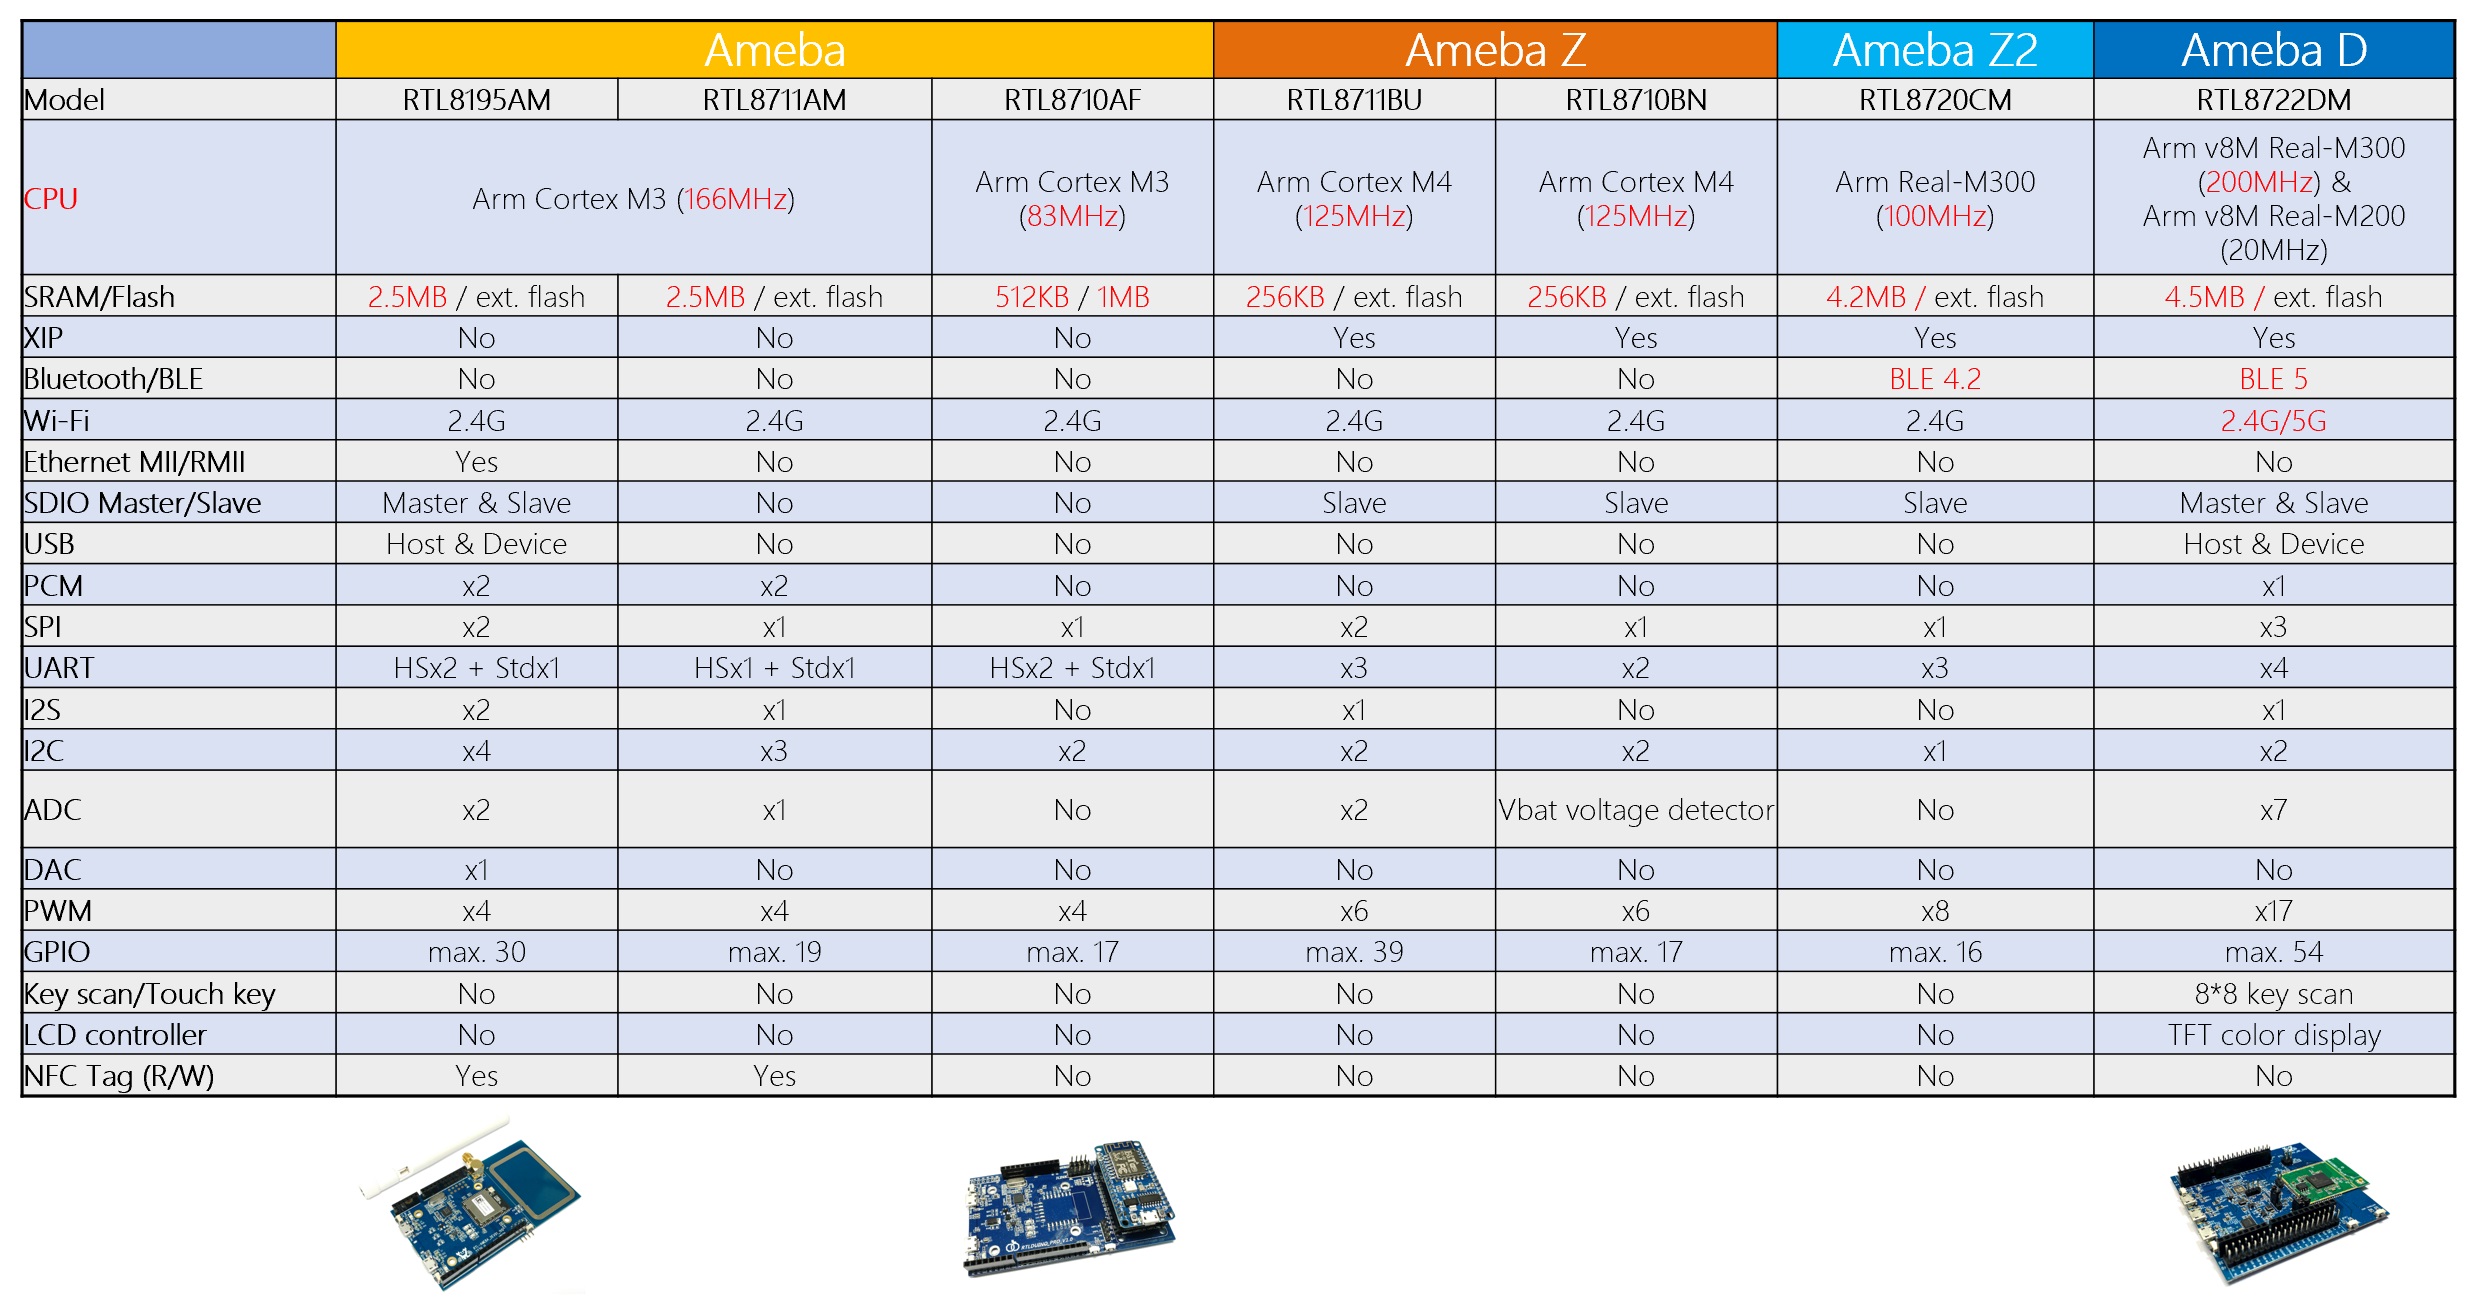 Ameba Ameba Z Ameba Z2 Ameba D
Model RTL8195AM RTL8711AM RTL8710AF RTL8711BU RTL8710BN RTL8720CM RTL8722DM
CPU Arm Cortex M3 (166MHz) Arm Cortex M3 (83MHz) Arm Cortex M4 (125MHz) Arm Cortex M4 (125MHz) Arm Real-M300 (100MHz) Arm v8M Real-M300 (200MHz) & Arm v8M Real-M200 (20MHz)
SRAM/Flash 2.5MB / ext. flash 2.5MB / ext. flash 512KB / 1MB 256KB / ext. flash 256KB / ext. flash 4.2MB / ext. flash 4.5MB / ext. flash
XIP No No No Yes Yes Yes Yes
Bluetooth/BLE No No No No No BLE 4.2 BLE 5
Wi-Fi 2.4G 2.4G 2.4G 2.4G 2.4G 2.4G 2.4G/5G
Ethernet MII/RMII Yes No No No No No No
SDIO Master/Slave Master & Slave No No Slave Slave Slave Master & Slave
USB Host & Device No No No No No Host & Device
PCM x2 x2 No No No No x1
SPI x2 x1 x1 x2 x1 x1 x3
UART HSx2 + Stdx1 HSx1 + Stdx1 HSx2 + Stdx1 x3 x2 x3 x4
I2S x2 x1 No x1 No No x1
I2C x4 x3 x2 x2 x2 x1 x2
ADC x2 x1 No x2 Vbat voltage detector No x7
DAC x1 No No No No No No
PWM x4 x4 x4 x6 x6 x8 x17
GPIO max. 30 max. 19 max. 17 max. 39 max. 17 max. 16 max. 54
Key scan/Touch key No No No No No No 8*8 key scan
LCD controller No No No No No No TFT color display
NFC Tag (R/W) Yes Yes No No No No No
RTLDUINO_PRO_V1.0